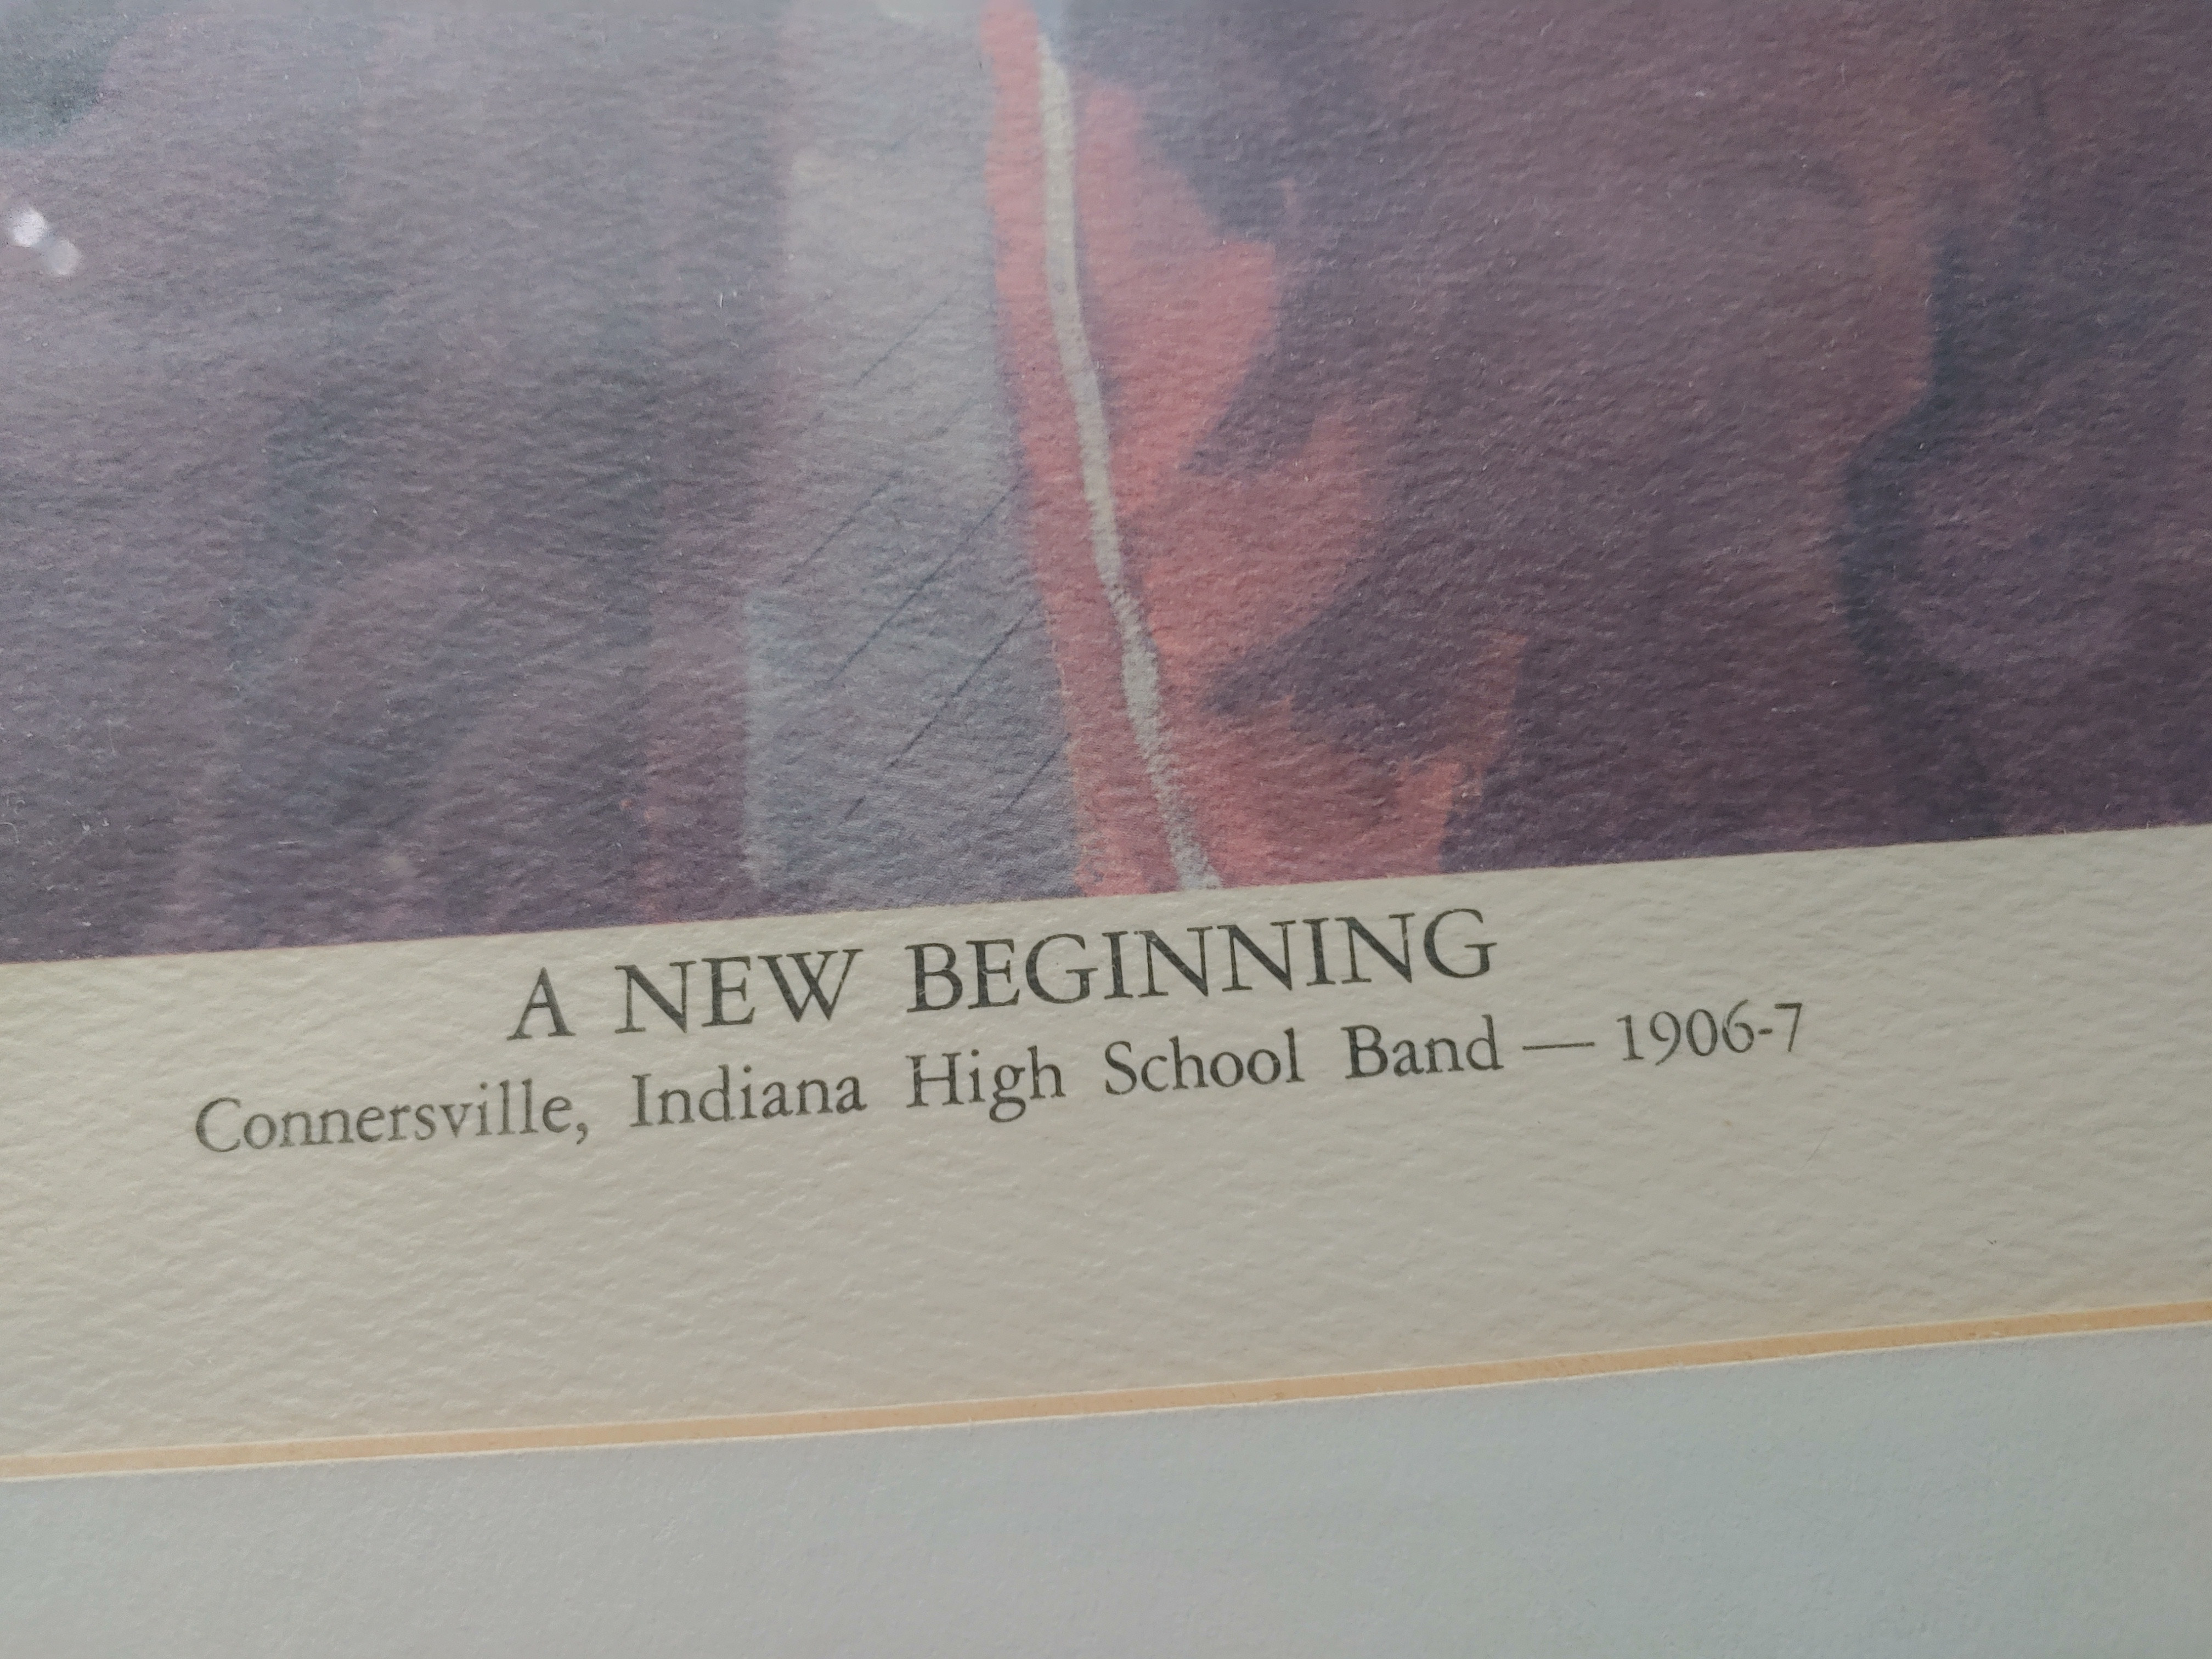 A NEW BEGINNING
Connersville, Indiana High School Band — 1906-7